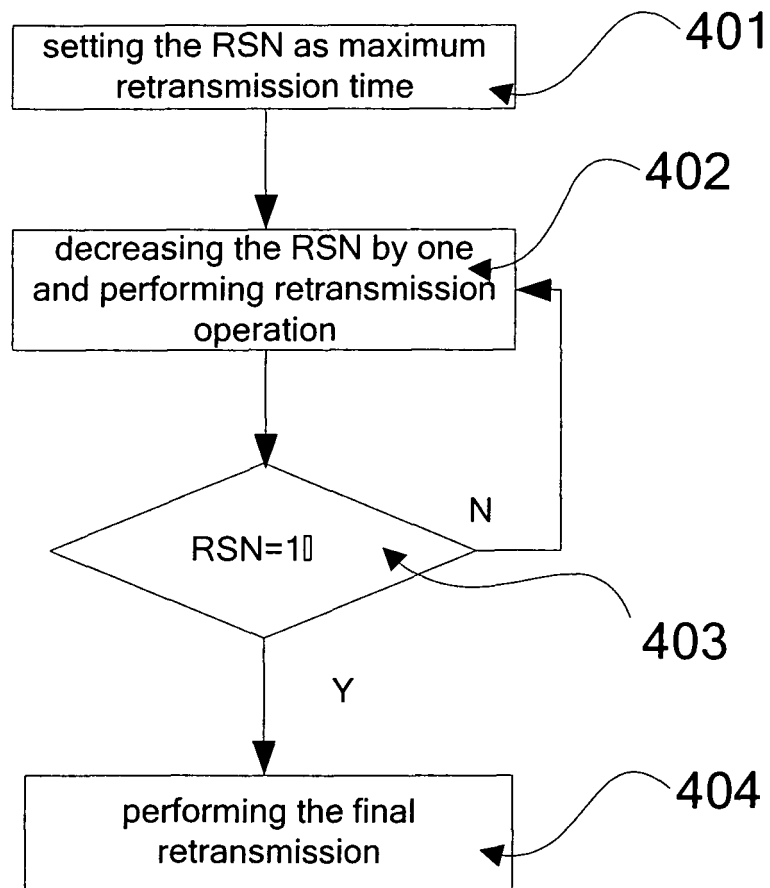 setting the RSN as maximum
retransmission time
401
402
decreasing the RSN by one
and performing retransmission
operation
N
RSN=1▯
403
Y
404
performing the final
retransmission